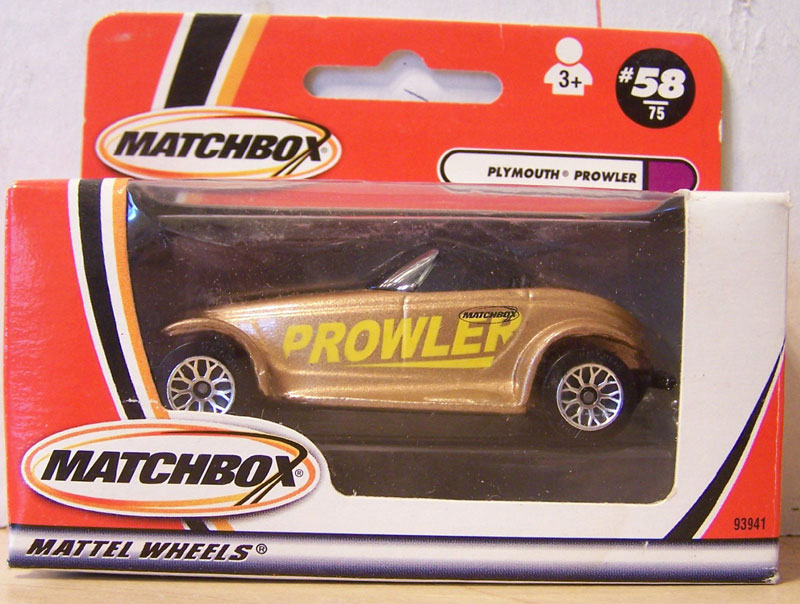 3+
#58
75
MATCHBOX®
PLYMOUTH® PROWLER
MATCHBOX
PROWLER
MATCHBOX®
93941
MATTEL WHEELS®